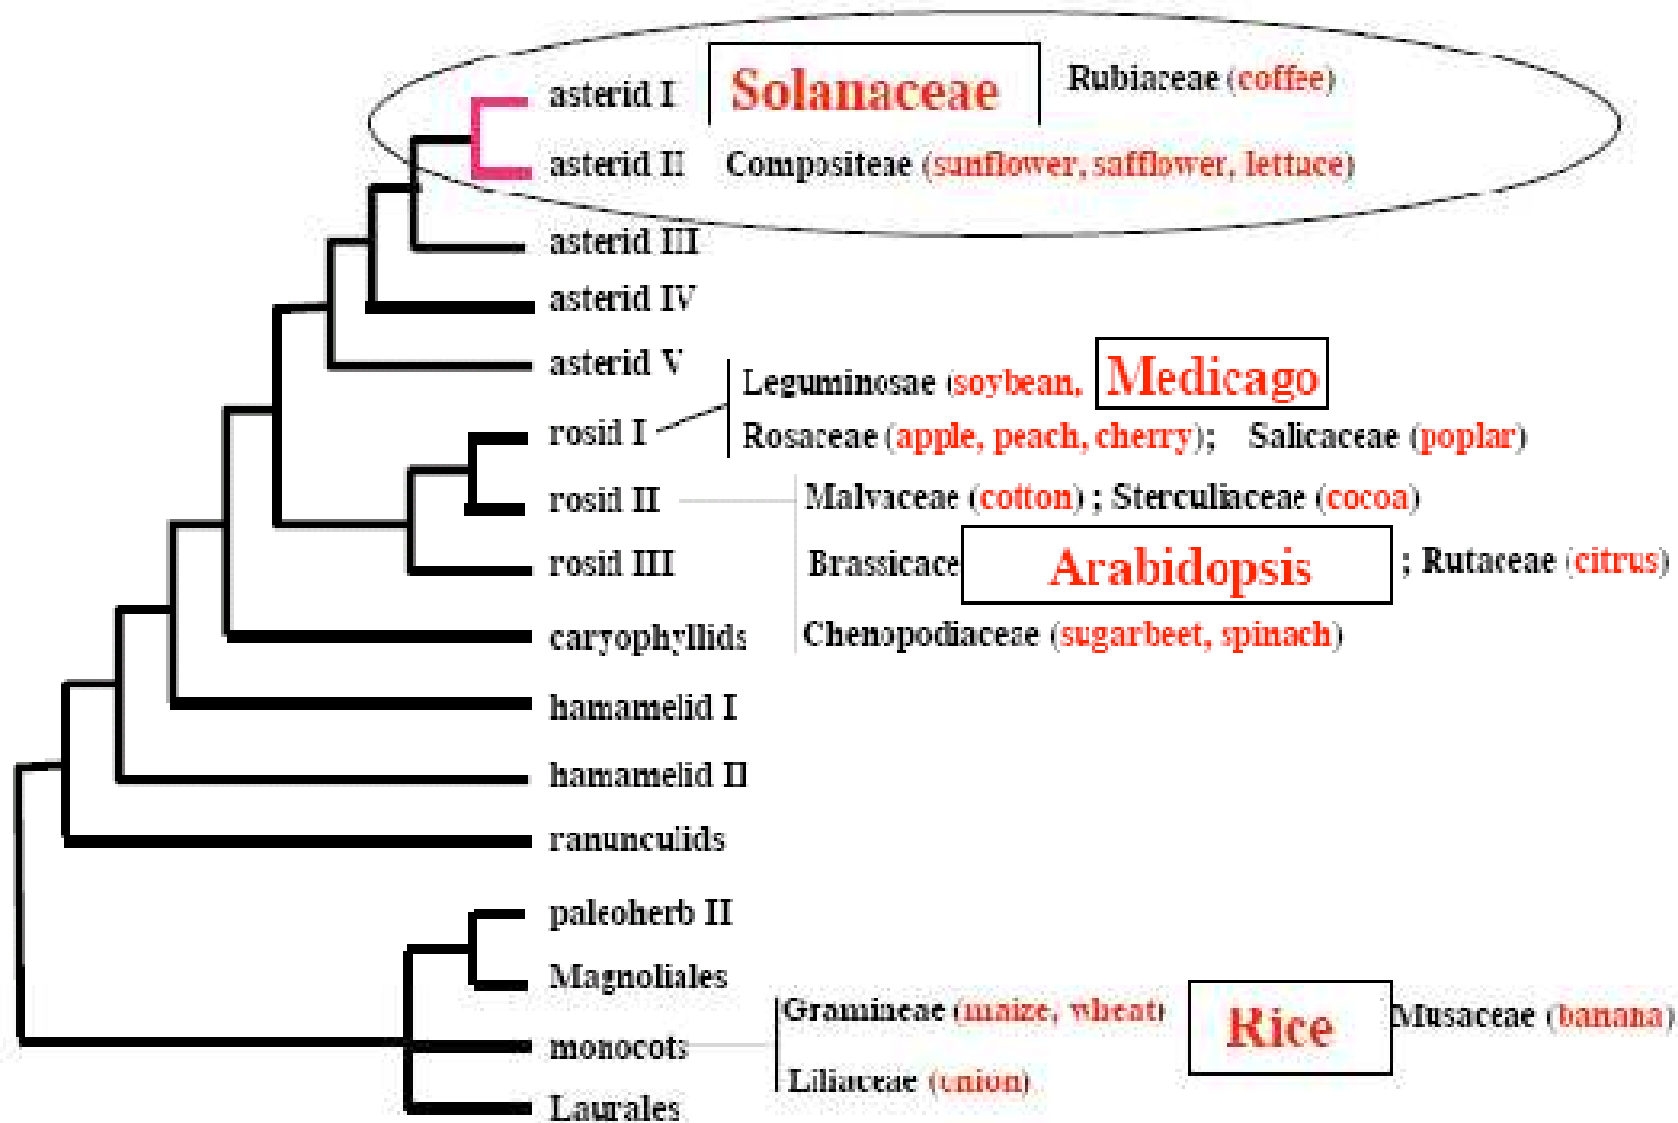 asterid I Solanaceae Rubiaceae (coffee)
asterid II Compositeae (sunflower, safflower, lettuce)
asterid III
asterid IV
asterid V
Leguminosae (soybean, Medicago
rosid I
Rosaceae (apple, peach, cherry); Salicaceae (poplar)
rosid II Malvaceae (cotton) ; Sterculiaceae (cocoa)
rosid III Brassicace Arabidopsis ; Rutaceae (citrus)
caryophyllids Chenopodiaceae (sugarbeet, spinach)
hamamelid I
hamamelid II
ranunculids
paleoherb II
Magnoliales
Gramineae (maize, wheat) Rice Musaceae (banana)
monocots
Liliaceae (onion)
Laurales